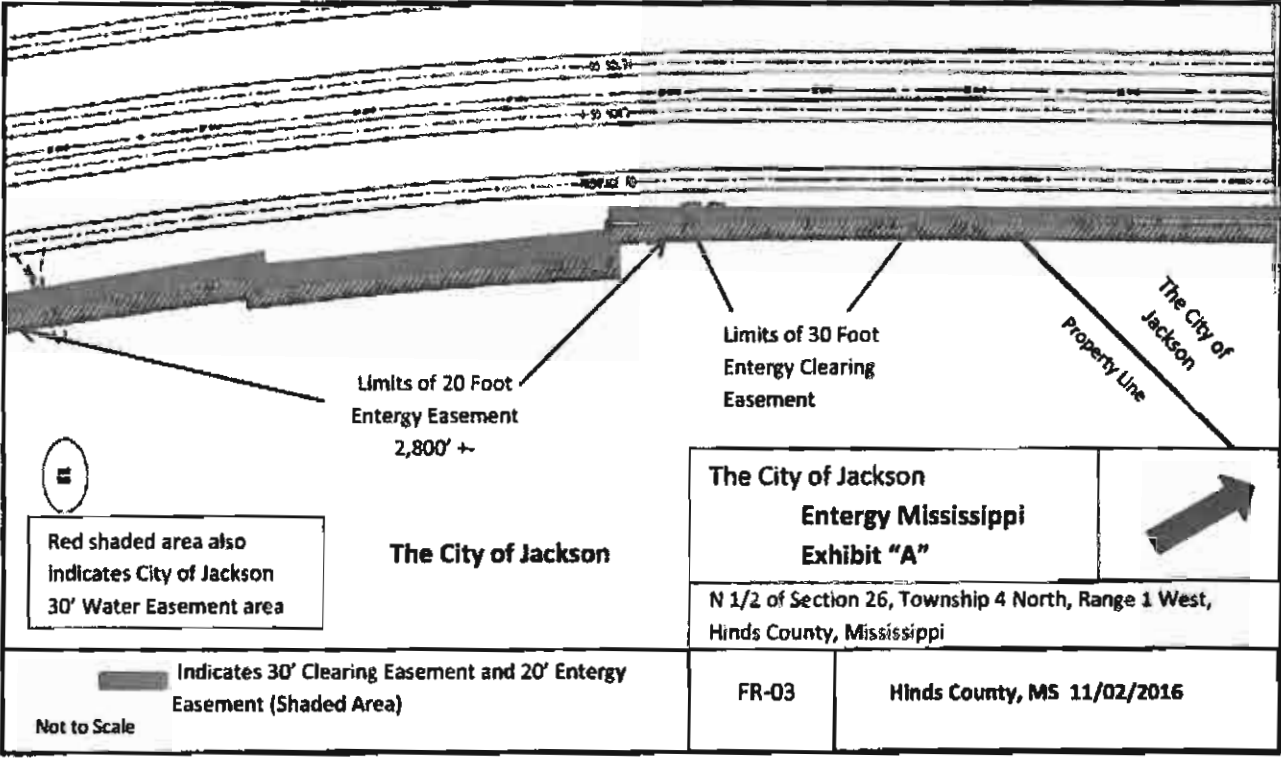 Limits of 20 Foot
Entergy Easement
2,800' +-
Limits of 30 Foot
Entergy Clearing
Easement
Property Line
The City of
Jackson
Red shaded area also
indicates City of Jackson
30' Water Easement area
The City of Jackson
The City of Jackson
Entergy Mississippi
Exhibit "A"
N 1/2 of Section 26, Township 4 North, Range 1 West,
Hinds County, Mississippi
Indicates 30' Clearing Easement and 20' Entergy
Easement (Shaded Area)
Not to Scale
FR-03
Hinds County, MS 11/02/2016